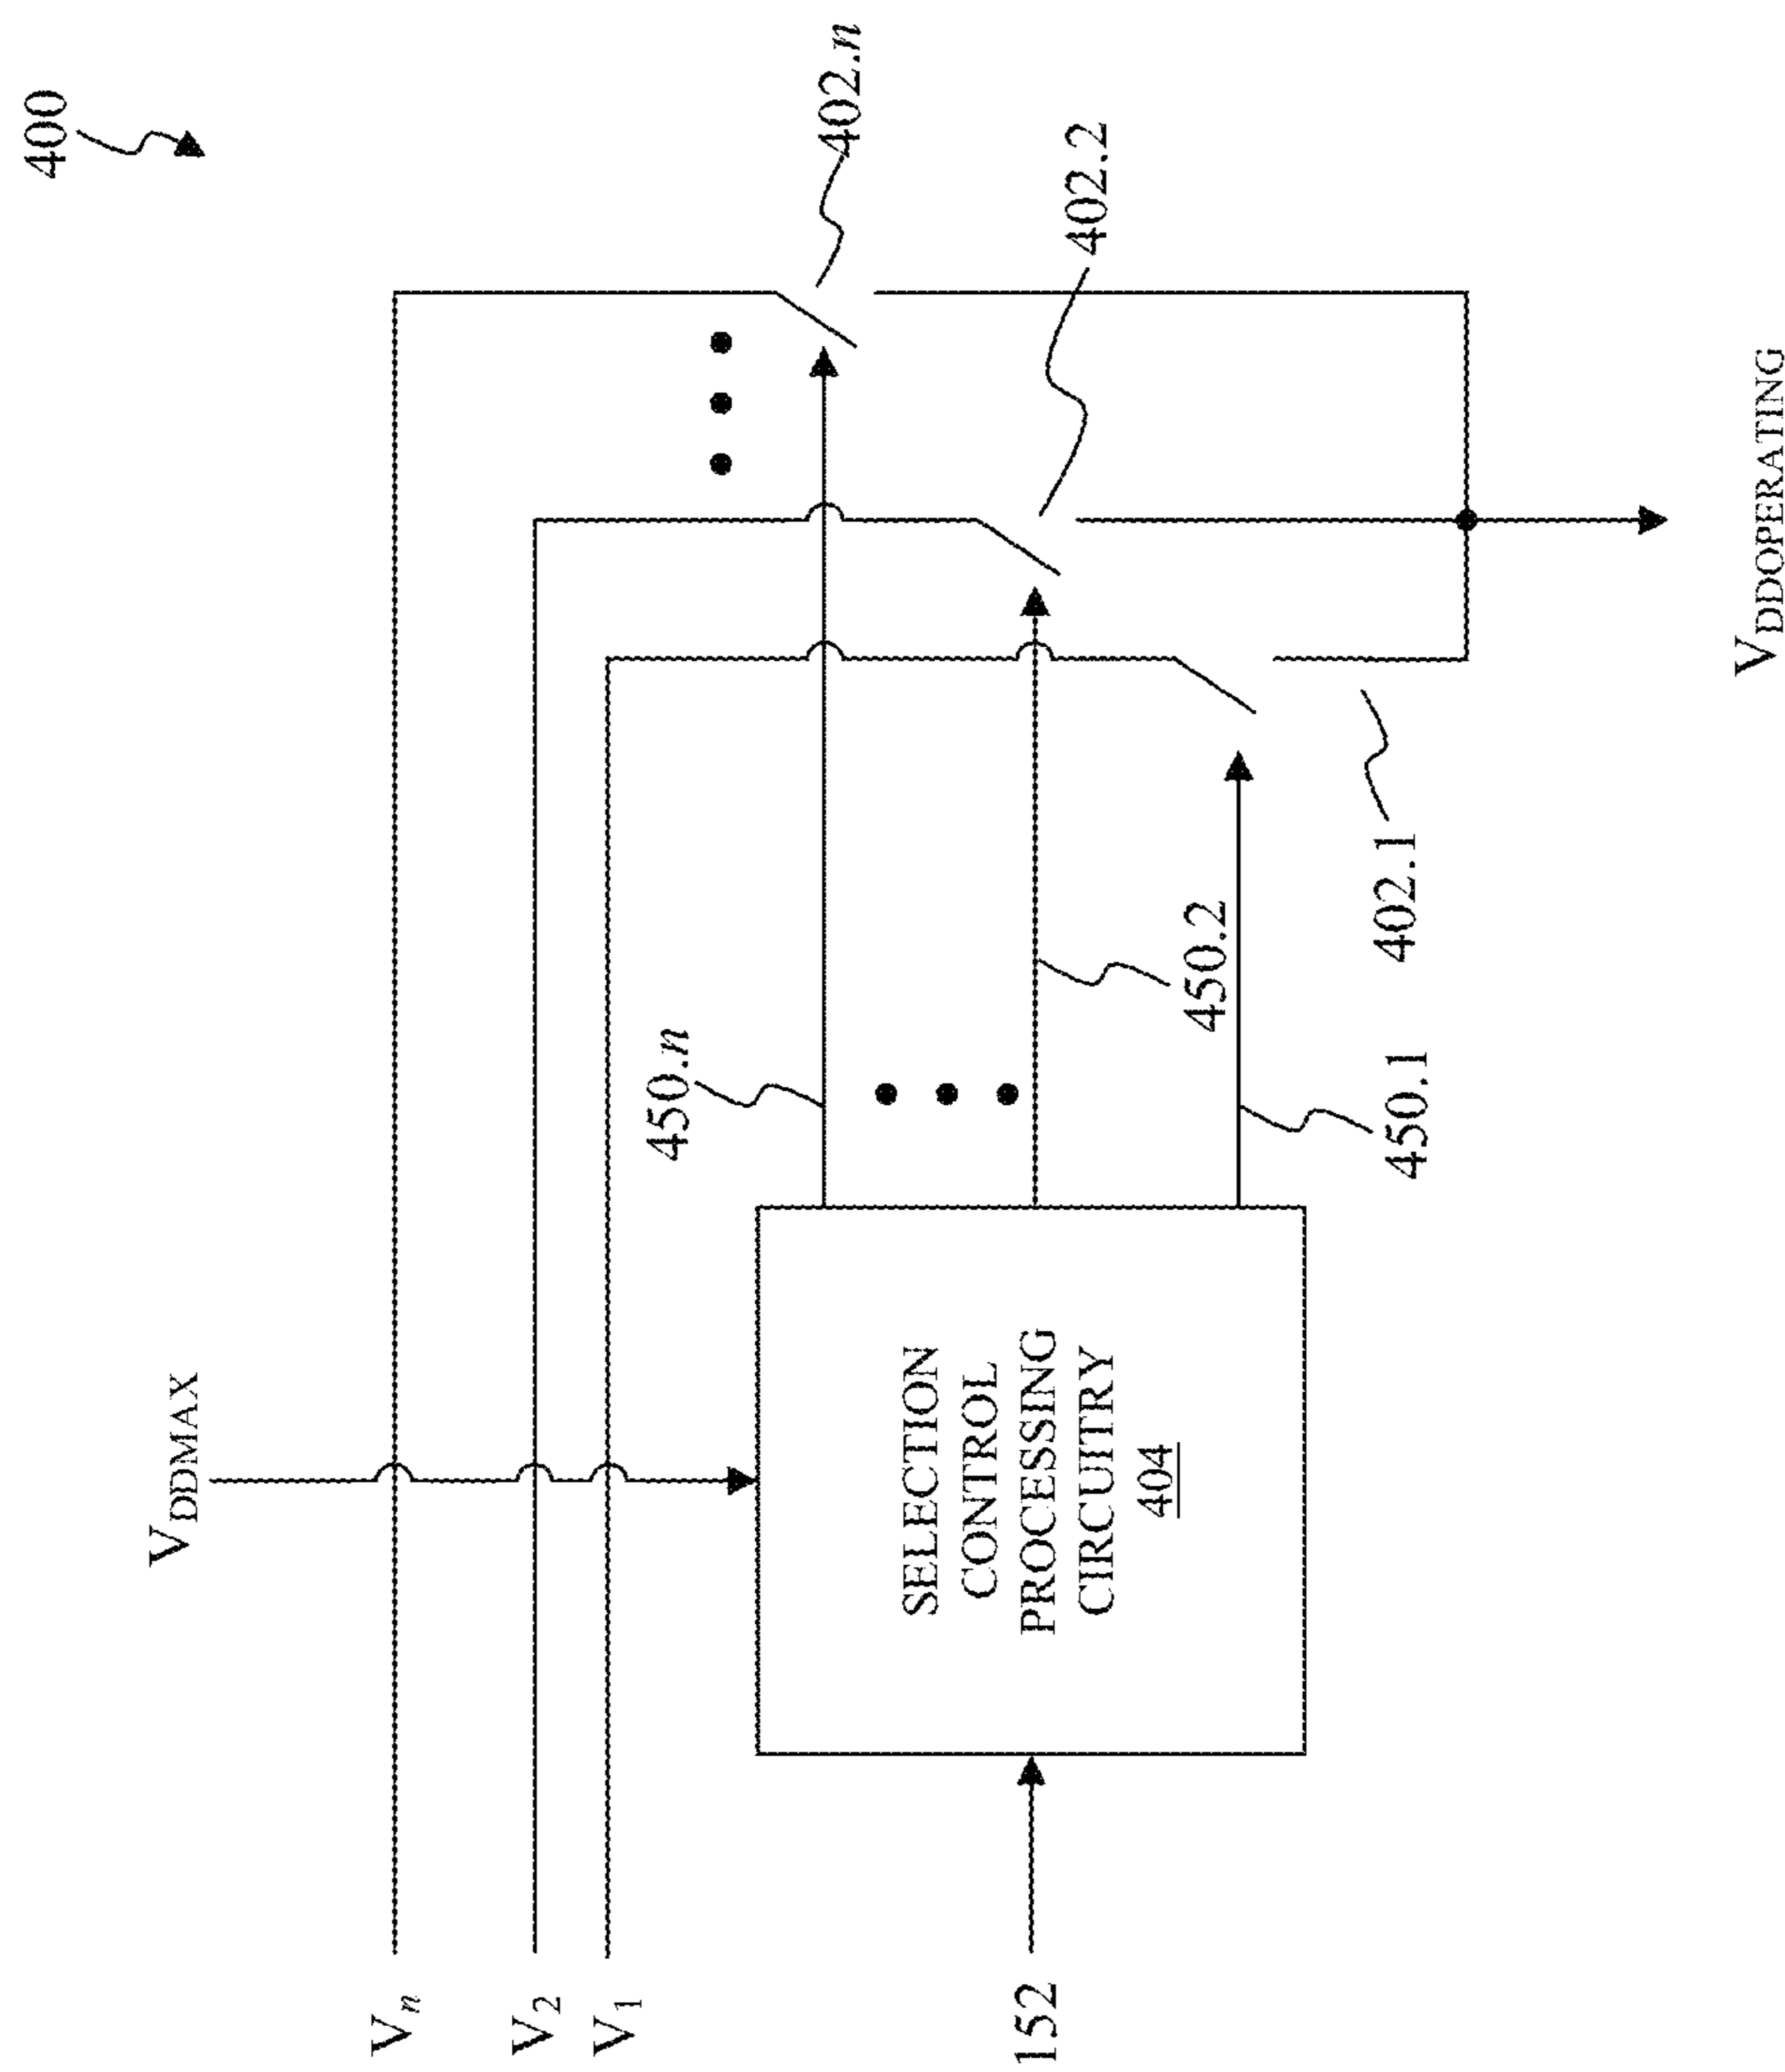 400
V_DDMAX
V_n
V_2
V_1
402.n
450.n
402.2
SELECTION
CONTROL
PROCESSING
CIRCUITRY
404
152
450.2
450.1
402.1
V_DDOPERATING